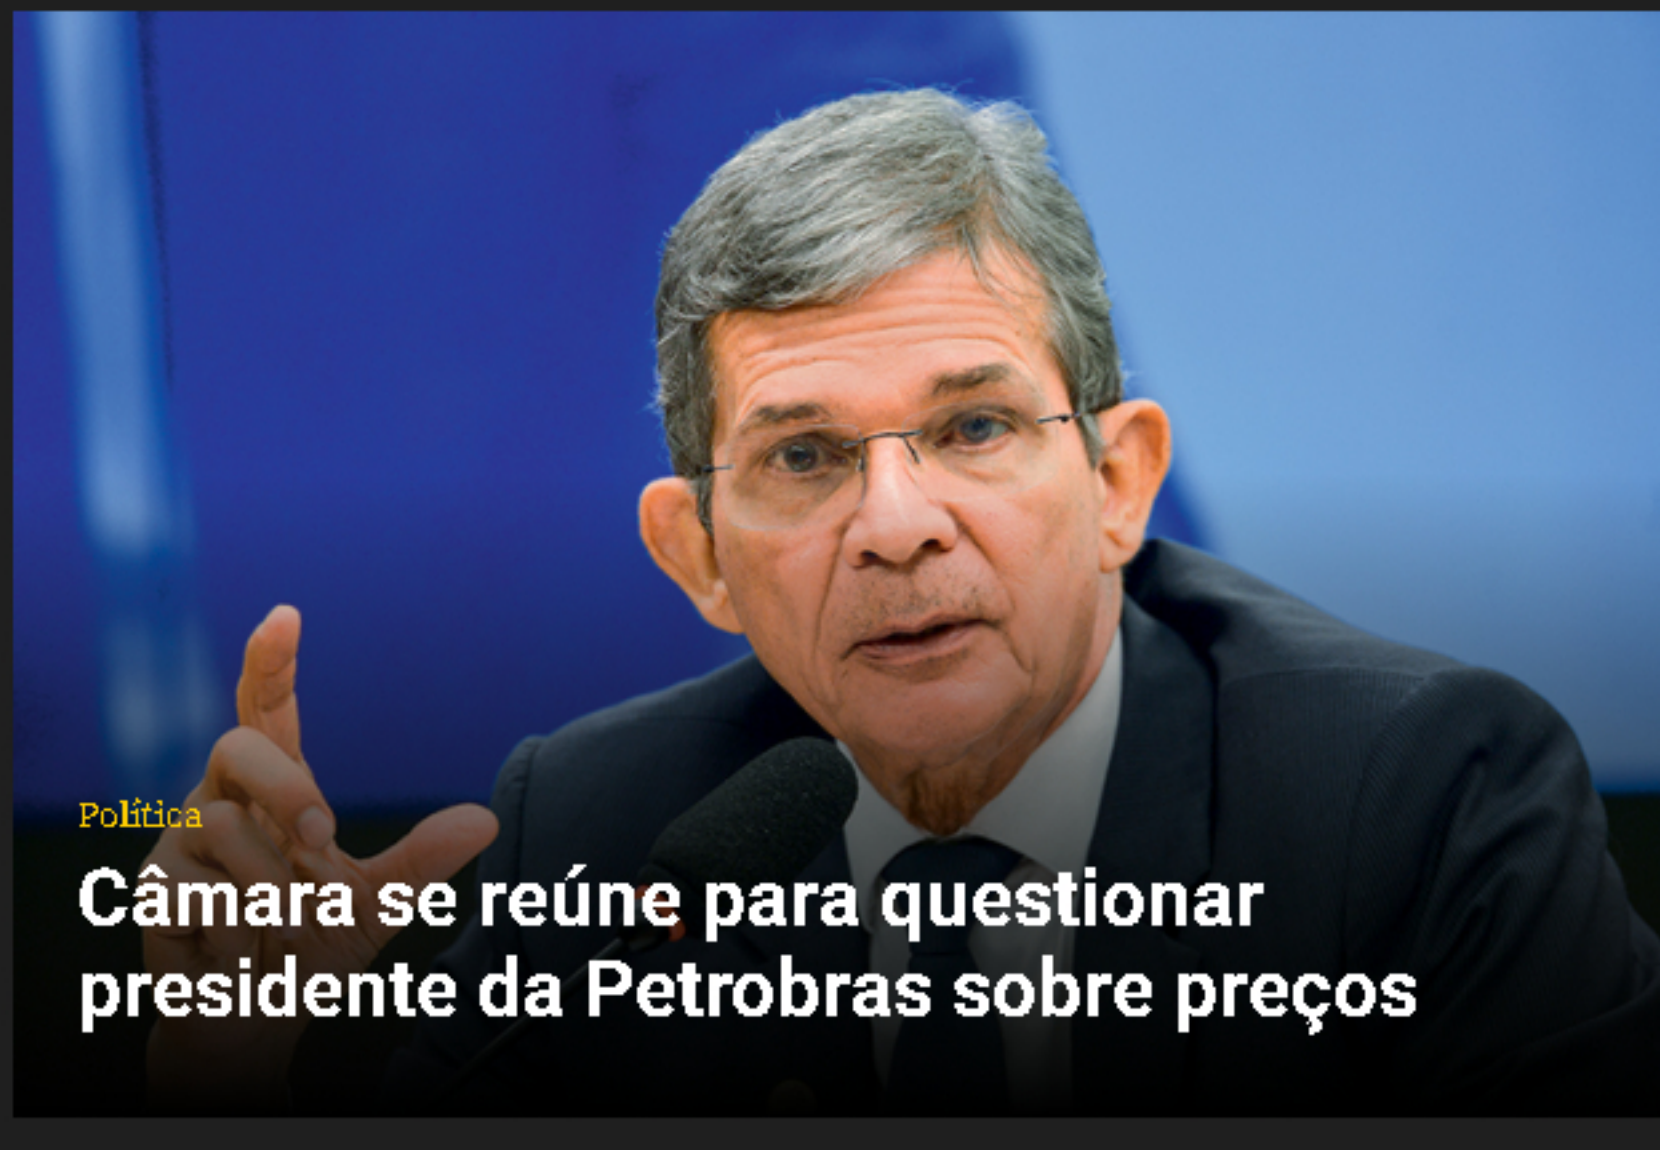 Política
Câmara se reúne para questionar
presidente da Petrobras sobre preços